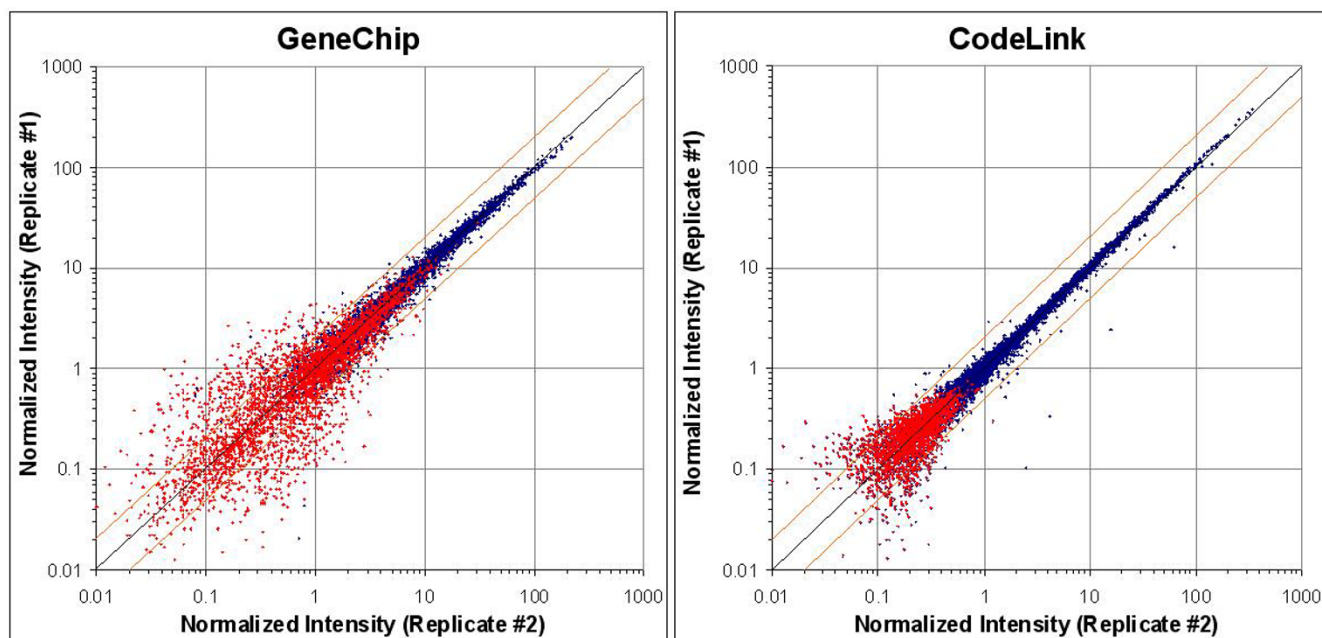 GeneChip
1000
100
10
1
0.1
0.01
Normalized Intensity (Replicate #1)
0.01 0.1 1 10 100 1000
Normalized Intensity (Replicate #2)
CodeLink
1000
100
10
1
0.1
0.01
Normalized Intensity (Replicate #1)
0.01 0.1 1 10 100 1000
Normalized Intensity (Replicate #2)